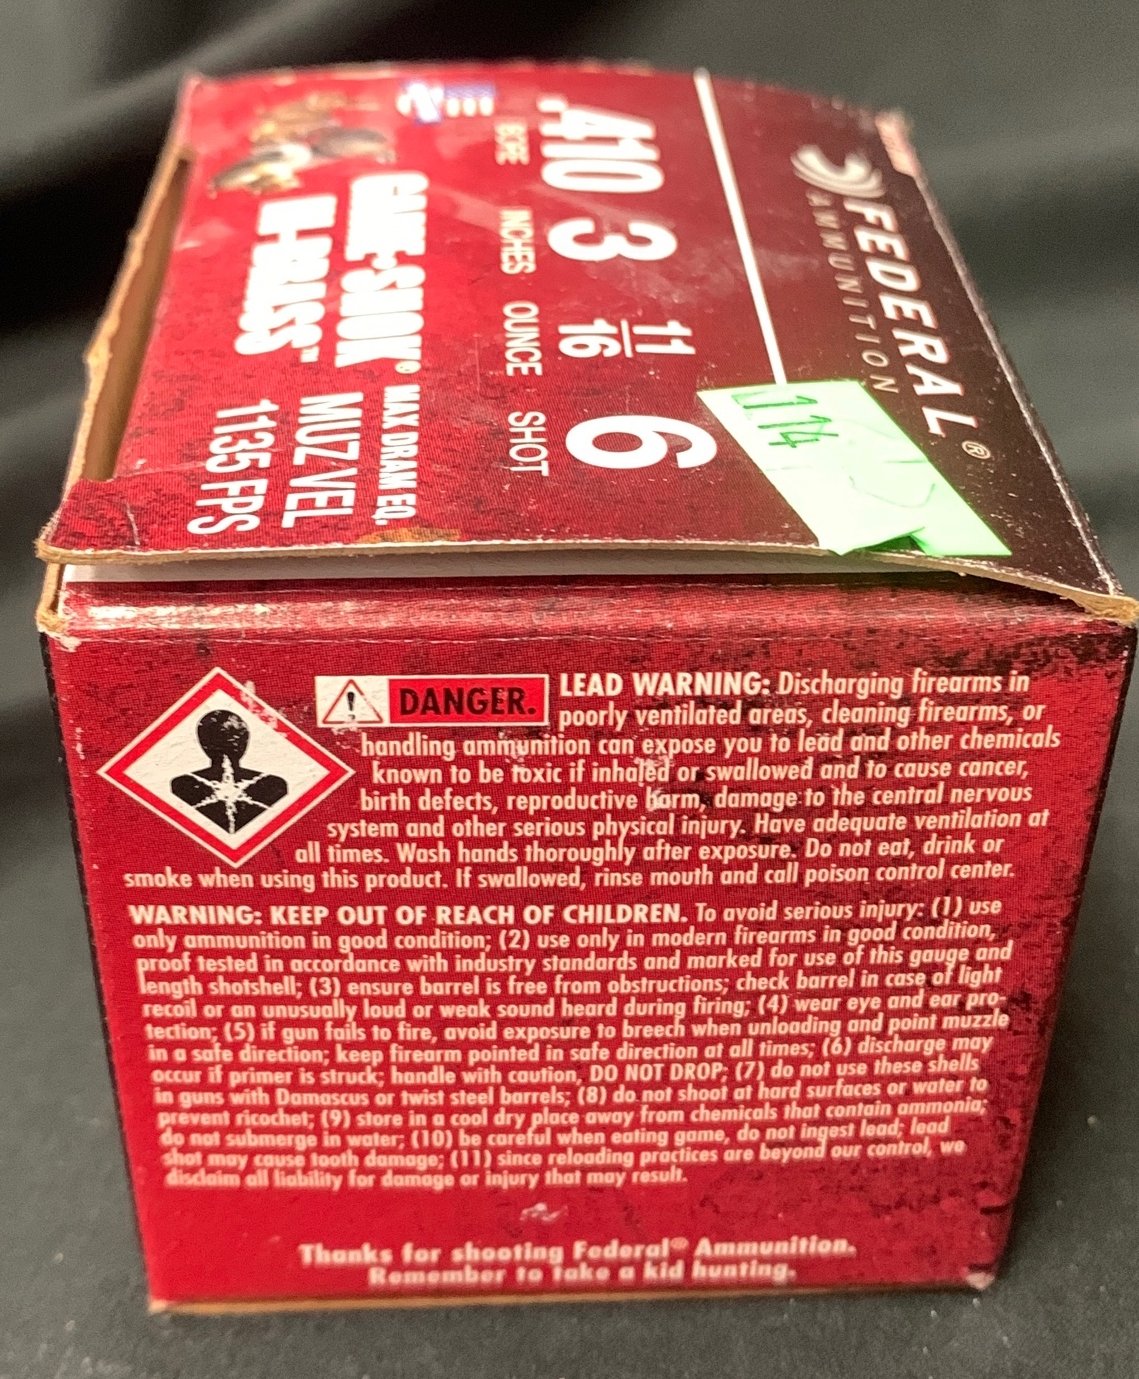 FEDERAL®
AMMUNITION
.410 3 11/16 6
BORE INCHES OUNCE SHOT
GAME-SHOK® MAX DRAM EQ.
HI-BRASS™ MUZ VEL
1135 FPS
114
DANGER. LEAD WARNING: Discharging firearms in
poorly ventilated areas, cleaning firearms, or
handling ammunition can expose you to lead and other chemicals
known to be toxic if inhaled or swallowed and to cause cancer,
birth defects, reproductive harm, damage to the central nervous
system and other serious physical injury. Have adequate ventilation at
all times. Wash hands thoroughly after exposure. Do not eat, drink or
smoke when using this product. If swallowed, rinse mouth and call poison control center.
WARNING: KEEP OUT OF REACH OF CHILDREN. To avoid serious injury: (1) use
only ammunition in good condition; (2) use only in modern firearms in good condition,
proof tested in accordance with industry standards and marked for use of this gauge and
length shotshell; (3) ensure barrel is free from obstructions; check barrel in case of light
recoil or an unusually loud or weak sound heard during firing; (4) wear eye and ear pro-
tection; (5) if gun fails to fire, avoid exposure to breech when unloading and point muzzle
in a safe direction; keep firearm pointed in safe direction at all times; (6) discharge may
occur if primer is struck; handle with caution, DO NOT DROP; (7) do not use these shells
in guns with Damascus or twist steel barrels; (8) do not shoot at hard surfaces or water to
prevent ricochet; (9) store in a cool dry place away from chemicals that contain ammonia;
do not submerge in water; (10) be careful when eating game, do not ingest lead; lead
shot may cause tooth damage; (11) since reloading practices are beyond our control, we
disclaim all liability for damage or injury that may result.
Thanks for shooting Federal® Ammunition.
Remember to take a kid hunting.